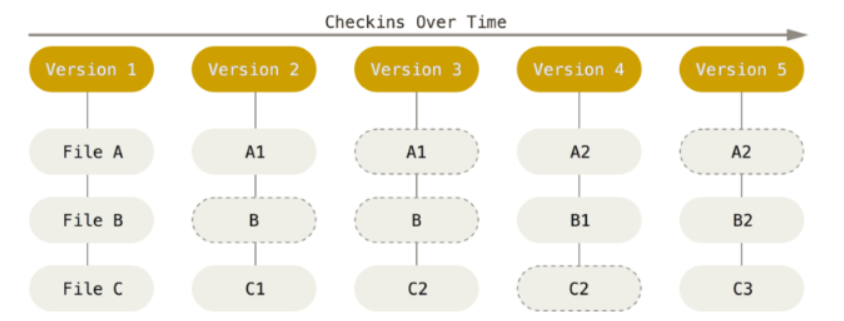 Checkins Over Time
Version 1 Version 2 Version 3 Version 4 Version 5
File A A1 A1 A2 A2
File B B B B1 B2
File C C1 C2 C2 C3